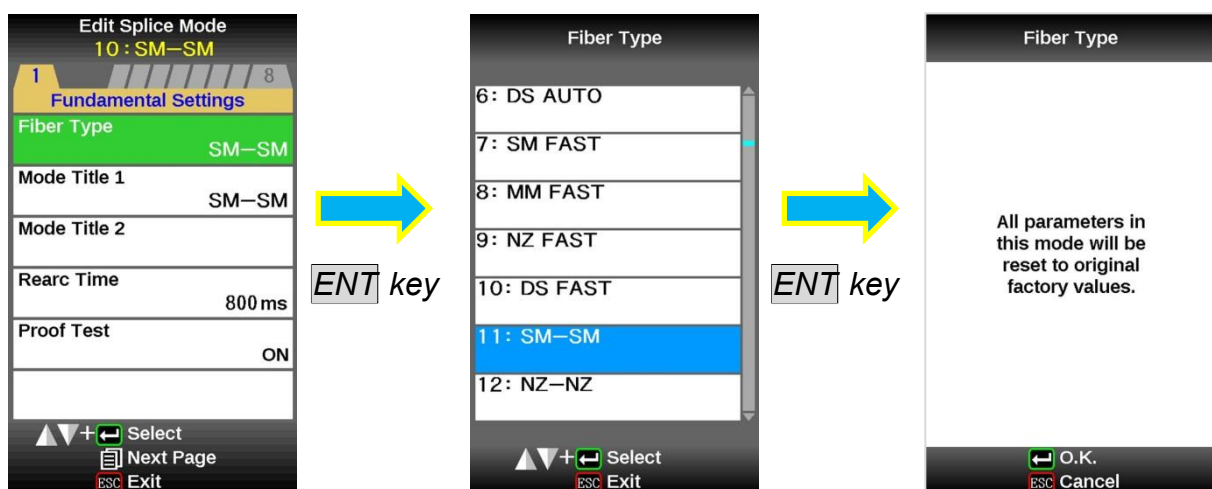 Edit Splice Mode
10 : SM–SM
1
8
Fundamental Settings
Fiber Type
SM–SM
Mode Title 1
SM–SM
Mode Title 2
Rearc Time
800 ms
Proof Test
ON
+ Select
Next Page
ESC Exit
ENT key
Fiber Type
6: DS AUTO
7: SM FAST
8: MM FAST
9: NZ FAST
10: DS FAST
11: SM–SM
12: NZ–NZ
+ Select
ESC Exit
ENT key
Fiber Type
All parameters in
this mode will be
reset to original
factory values.
O.K.
ESC Cancel